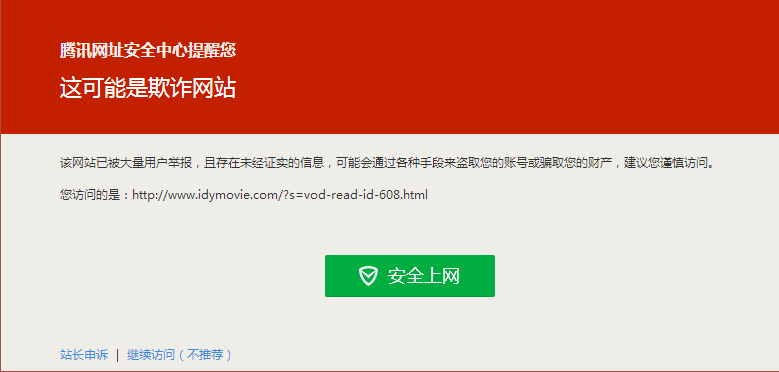 腾讯网址安全中心提醒您
这可能是欺诈网站
该网站已被大量用户举报，且存在未经证实的信息，可能会通过各种手段来盗取您的账号或骗取您的财产，建议您谨慎访问。
您访问的是：http://www.idymovie.com/?s=vod-read-id-608.html
安全上网
站长申诉 | 继续访问（不推荐）